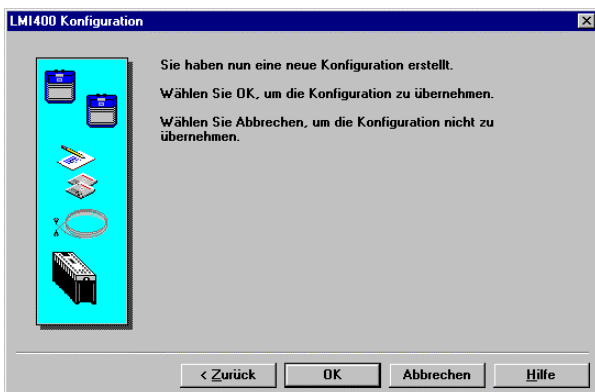 LMI400 Konfiguration
Sie haben nun eine neue Konfiguration erstellt.
Wählen Sie OK, um die Konfiguration zu übernehmen.
Wählen Sie Abbrechen, um die Konfiguration nicht zu
übernehmen.
< Zurück OK Abbrechen Hilfe